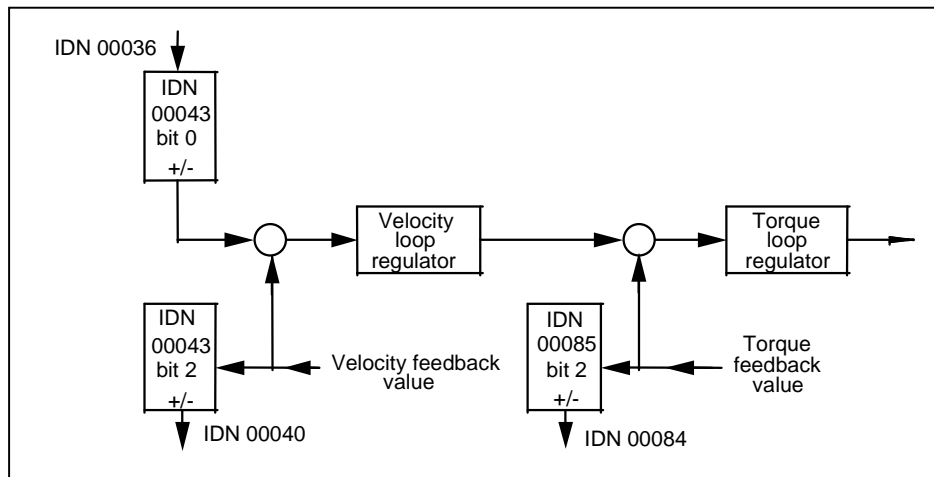 IDN 00036
IDN
00043
bit 0
+/-
Velocity
loop
regulator
Torque
loop
regulator
IDN
00043
bit 2
+/-
Velocity feedback
value
IDN
00085
bit 2
+/-
Torque
feedback
value
IDN 00040
IDN 00084